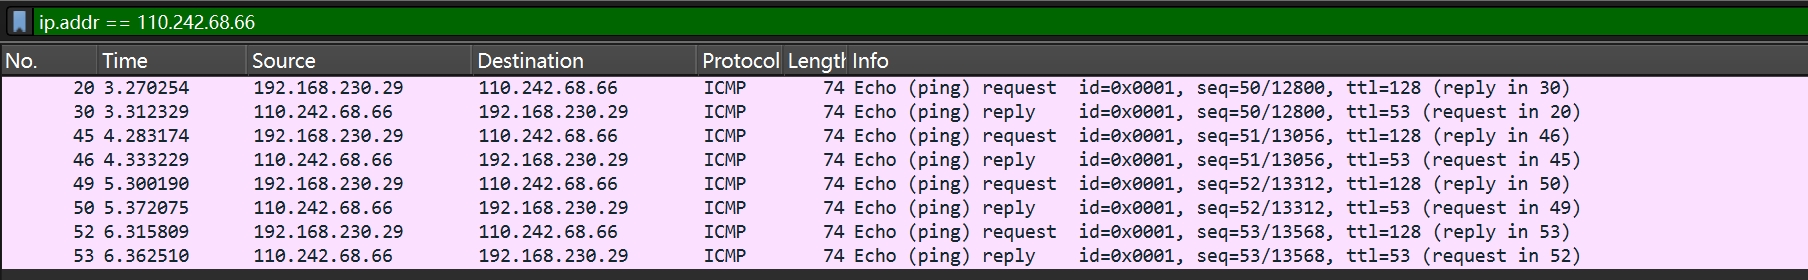 ip.addr == 110.242.68.66
No. Time Source Destination Protocol Length Info
20 3.270254 192.168.230.29 110.242.68.66 ICMP 74 Echo (ping) request id=0x0001, seq=50/12800, ttl=128 (reply in 30)
30 3.312329 110.242.68.66 192.168.230.29 ICMP 74 Echo (ping) reply id=0x0001, seq=50/12800, ttl=53 (request in 20)
45 4.283174 192.168.230.29 110.242.68.66 ICMP 74 Echo (ping) request id=0x0001, seq=51/13056, ttl=128 (reply in 46)
46 4.333229 110.242.68.66 192.168.230.29 ICMP 74 Echo (ping) reply id=0x0001, seq=51/13056, ttl=53 (request in 45)
49 5.300190 192.168.230.29 110.242.68.66 ICMP 74 Echo (ping) request id=0x0001, seq=52/13312, ttl=128 (reply in 50)
50 5.372075 110.242.68.66 192.168.230.29 ICMP 74 Echo (ping) reply id=0x0001, seq=52/13312, ttl=53 (request in 49)
52 6.315809 192.168.230.29 110.242.68.66 ICMP 74 Echo (ping) request id=0x0001, seq=53/13568, ttl=128 (reply in 53)
53 6.362510 110.242.68.66 192.168.230.29 ICMP 74 Echo (ping) reply id=0x0001, seq=53/13568, ttl=53 (request in 52)